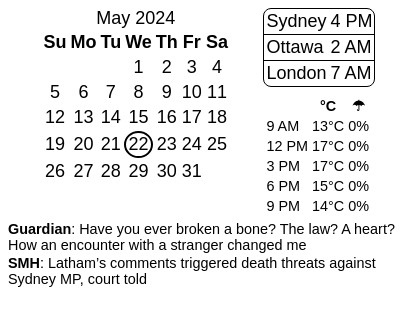 May 2024
Su Mo Tu We Th Fr Sa
1 2 3 4
5 6 7 8 9 10 11
12 13 14 15 16 17 18
19 20 21 22 23 24 25
26 27 28 29 30 31
Sydney 4 PM
Ottawa 2 AM
London 7 AM
°C ☂
9 AM 13°C 0%
12 PM 17°C 0%
3 PM 17°C 0%
6 PM 15°C 0%
9 PM 14°C 0%
Guardian: Have you ever broken a bone? The law? A heart?
How an encounter with a stranger changed me
SMH: Latham’s comments triggered death threats against
Sydney MP, court told